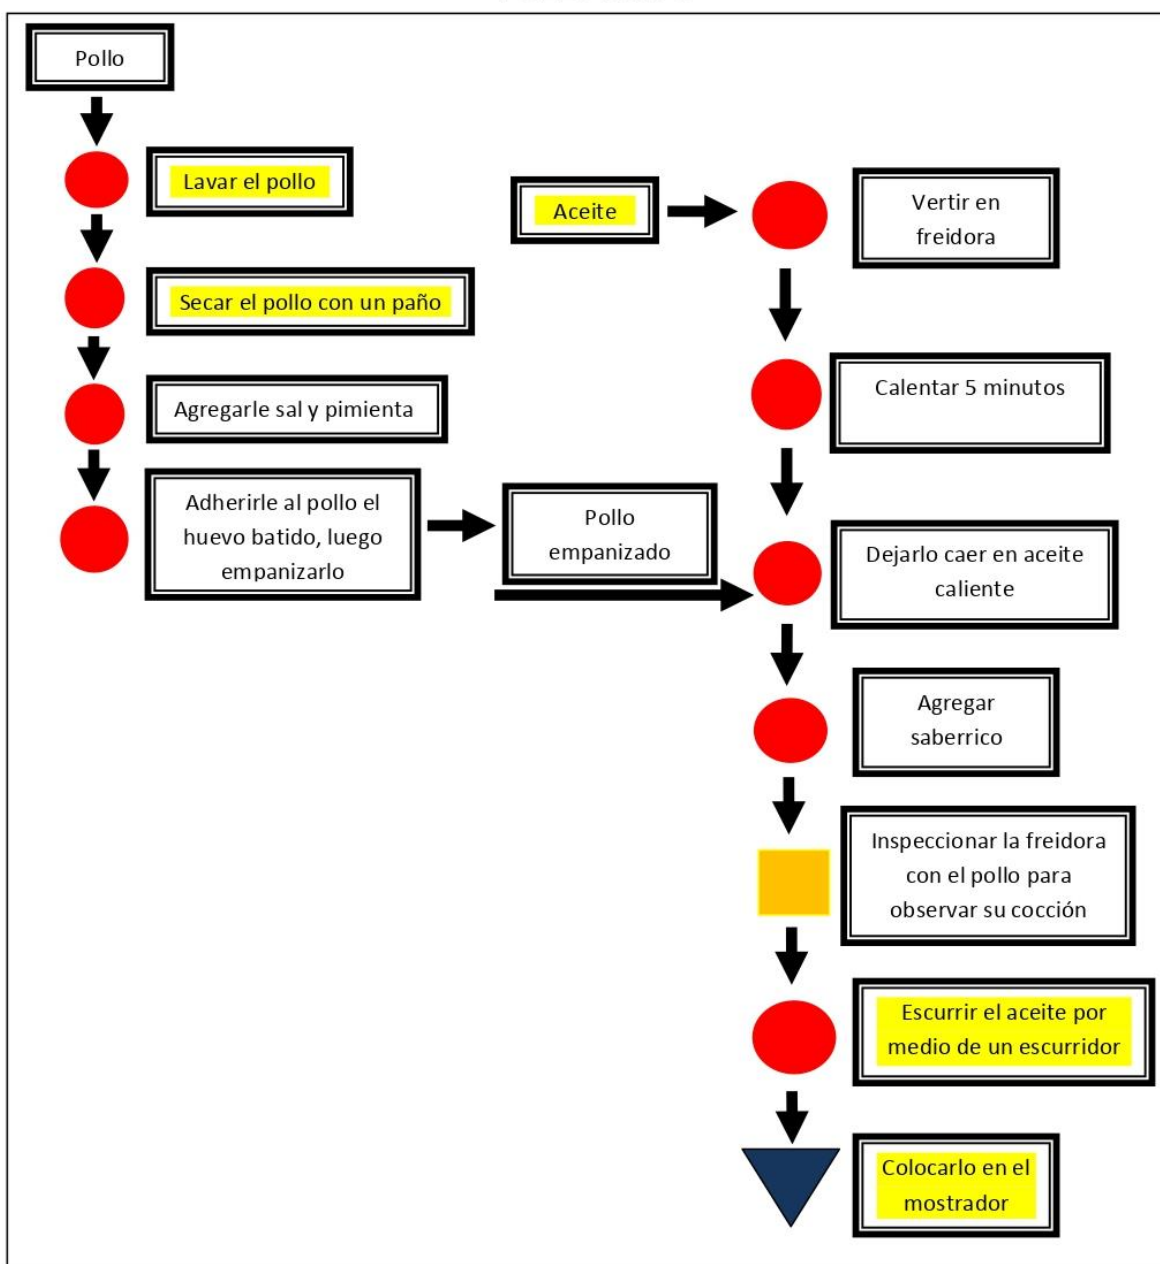 Pollo
Lavar el pollo
Secar el pollo con un paño
Agregarle sal y pimienta
Adherirle al pollo el
huevo batido, luego
empanizarlo
Pollo
empanizado
Aceite
Vertir en
freidora
Calentar 5 minutos
Dejarlo caer en aceite
caliente
Agregar
saberrico
Inspeccionar la freidora
con el pollo para
observar su cocción
Escurrir el aceite por
medio de un escurridor
Colocarlo en el
mostrador